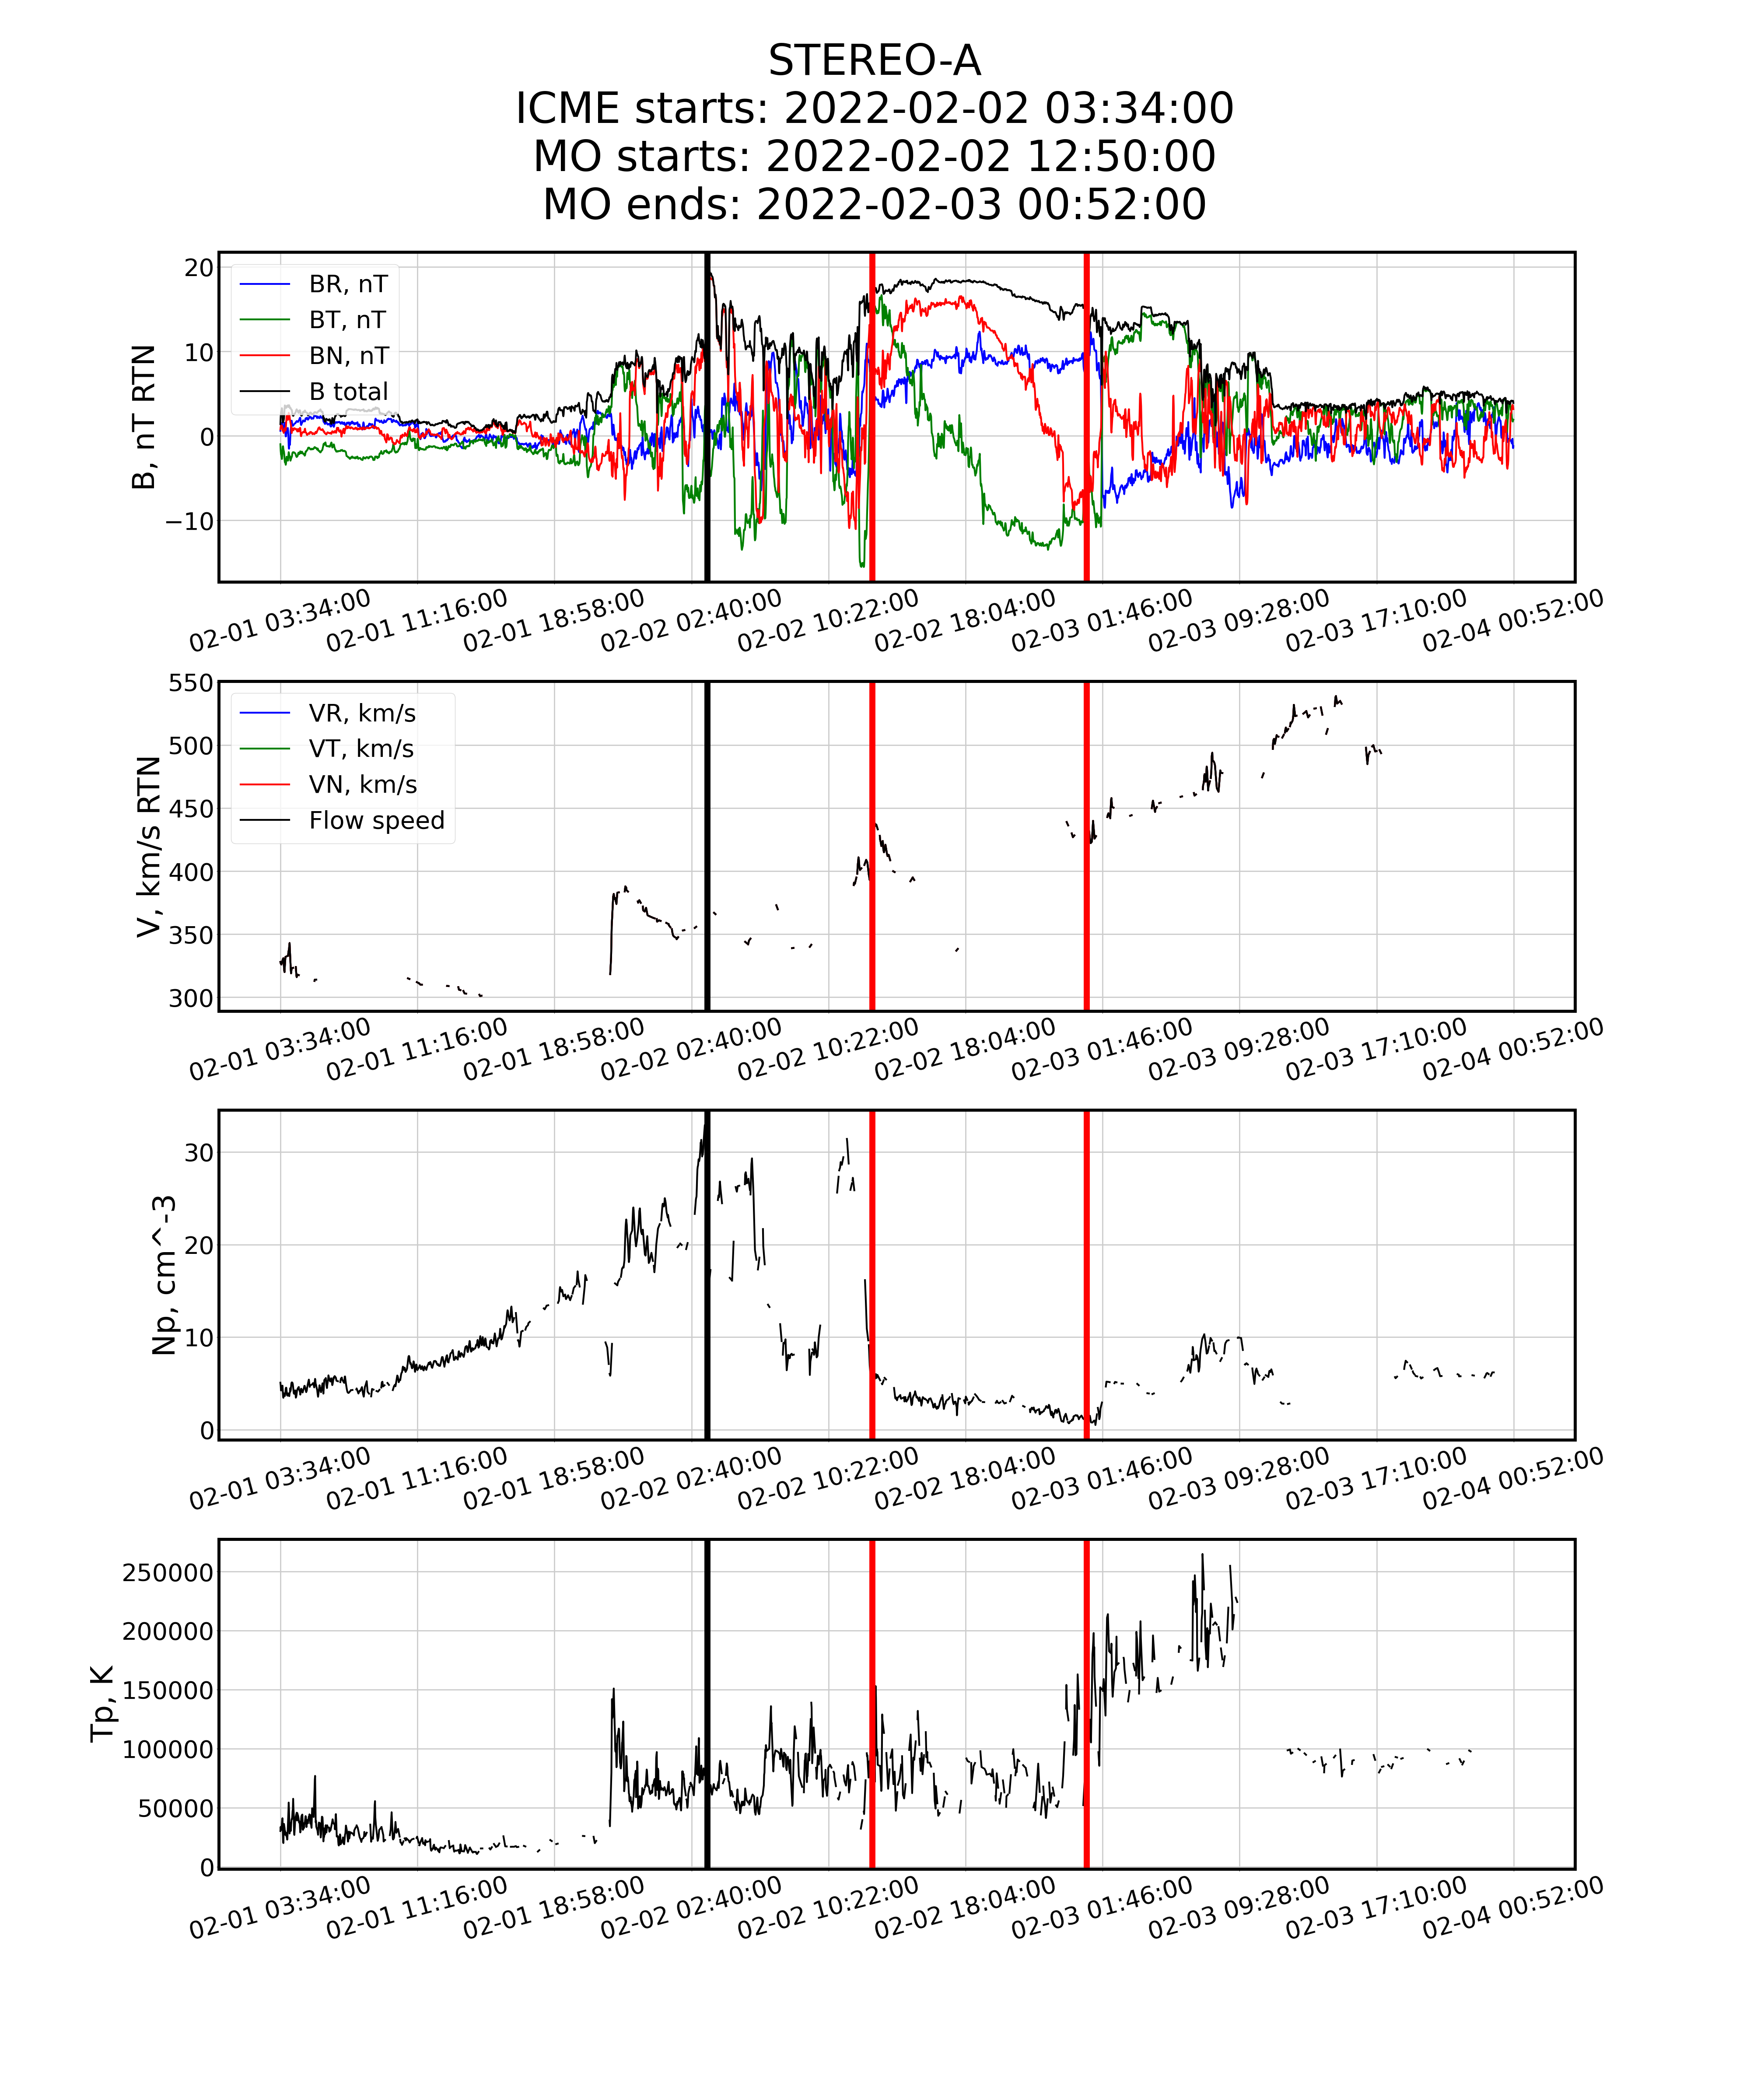 STEREO-A
ICME starts: 2022-02-02 03:34:00
MO starts: 2022-02-02 12:50:00
MO ends: 2022-02-03 00:52:00
B, nT RTN
20
10
0
−10
BR, nT
BT, nT
BN, nT
B total
02-01 03:34:00 02-01 11:16:00 02-01 18:58:00 02-02 02:40:00 02-02 10:22:00 02-02 18:04:00 02-03 01:46:00 02-03 09:28:00 02-03 17:10:00 02-04 00:52:00
V, km/s RTN
550
500
450
400
350
300
VR, km/s
VT, km/s
VN, km/s
Flow speed
02-01 03:34:00 02-01 11:16:00 02-01 18:58:00 02-02 02:40:00 02-02 10:22:00 02-02 18:04:00 02-03 01:46:00 02-03 09:28:00 02-03 17:10:00 02-04 00:52:00
Np, cm^-3
30
20
10
0
02-01 03:34:00 02-01 11:16:00 02-01 18:58:00 02-02 02:40:00 02-02 10:22:00 02-02 18:04:00 02-03 01:46:00 02-03 09:28:00 02-03 17:10:00 02-04 00:52:00
Tp, K
250000
200000
150000
100000
50000
0
02-01 03:34:00 02-01 11:16:00 02-01 18:58:00 02-02 02:40:00 02-02 10:22:00 02-02 18:04:00 02-03 01:46:00 02-03 09:28:00 02-03 17:10:00 02-04 00:52:00